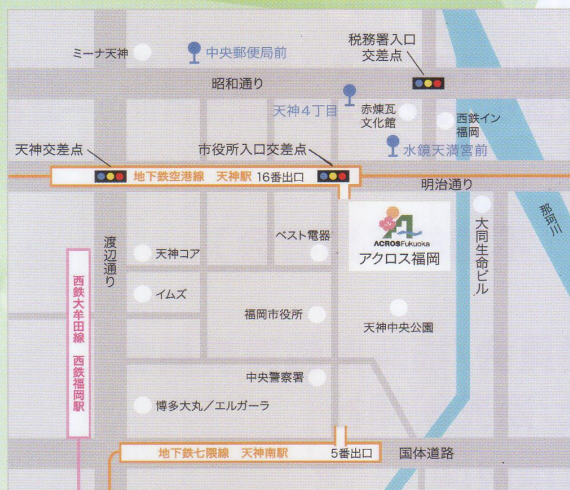 ミーナ天神
中央郵便局前
税務署入口
交差点
昭和通り
天神4丁目
赤煉瓦
文化館
西鉄イン
福岡
水鏡天満宮前
天神交差点
市役所入口交差点
地下鉄空港線 天神駅 16番出口
明治通り
那珂川
渡辺通り
天神コア
ベスト電器
ACROS Fukuoka
アクロス福岡
大同生命ビル
イムズ
福岡市役所
天神中央公園
西鉄大牟田線 西鉄福岡駅
中央警察署
博多大丸/エルガーラ
地下鉄七隈線 天神南駅 5番出口
国体道路